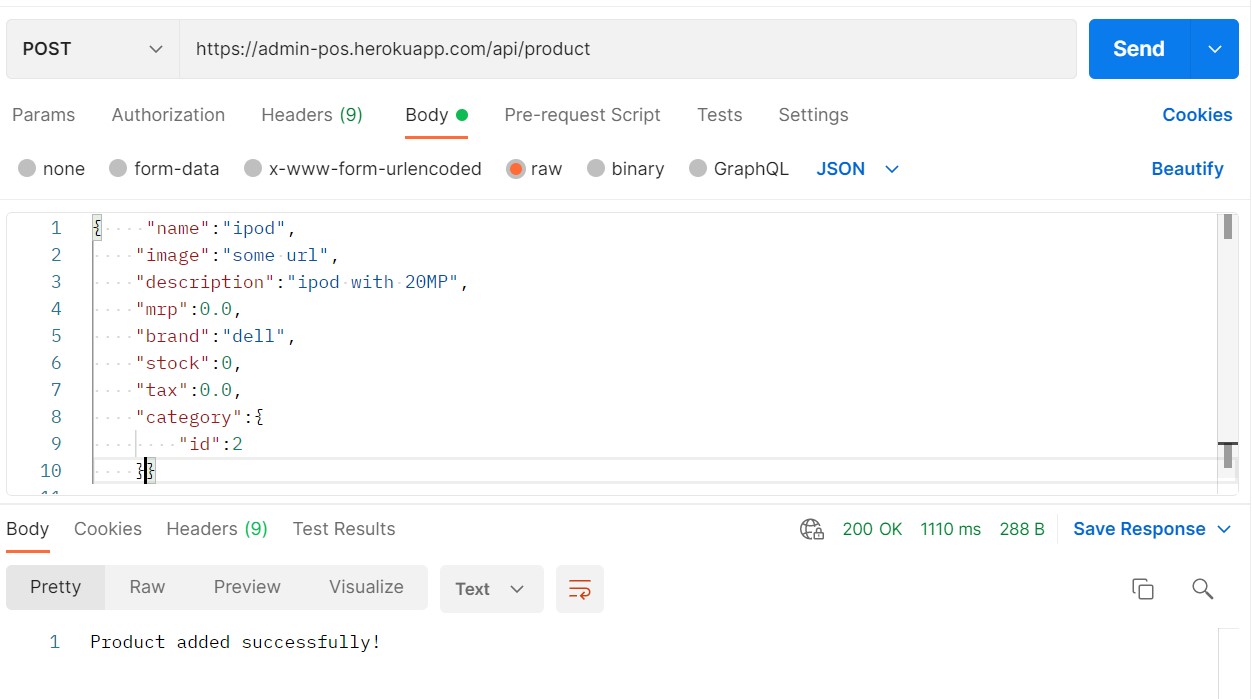 POST https://admin-pos.herokuapp.com/api/product Send
Params Authorization Headers (9) Body Pre-request Script Tests Settings Cookies
none form-data x-www-form-urlencoded raw binary GraphQL JSON Beautify
1 { "name":"ipod",
2 "image":"some url",
3 "description":"ipod with 20MP",
4 "mrp":0.0,
5 "brand":"dell",
6 "stock":0,
7 "tax":0.0,
8 "category":{
9 "id":2
10 }}
11
Body Cookies Headers (9) Test Results 200 OK 1110 ms 288 B Save Response
Pretty Raw Preview Visualize Text
1 Product added successfully!